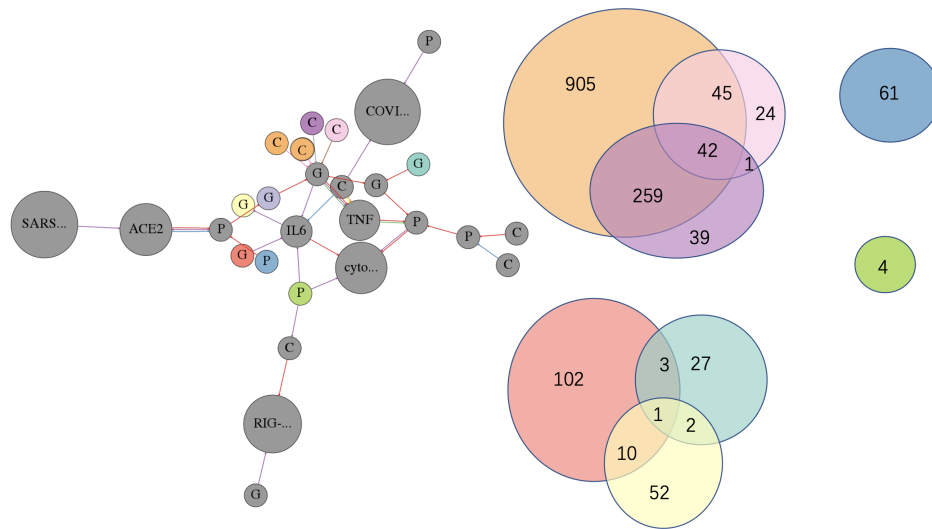 P
COVI...
C
C
C
C
G
G
C
G
G
G
SARS...
ACE2
P
IL6
TNF
P
P
C
C
G
P
cyto...
P
C
RIG-...
G
905
45
24
42
1
259
39
61
4
102
3
27
1
2
10
52